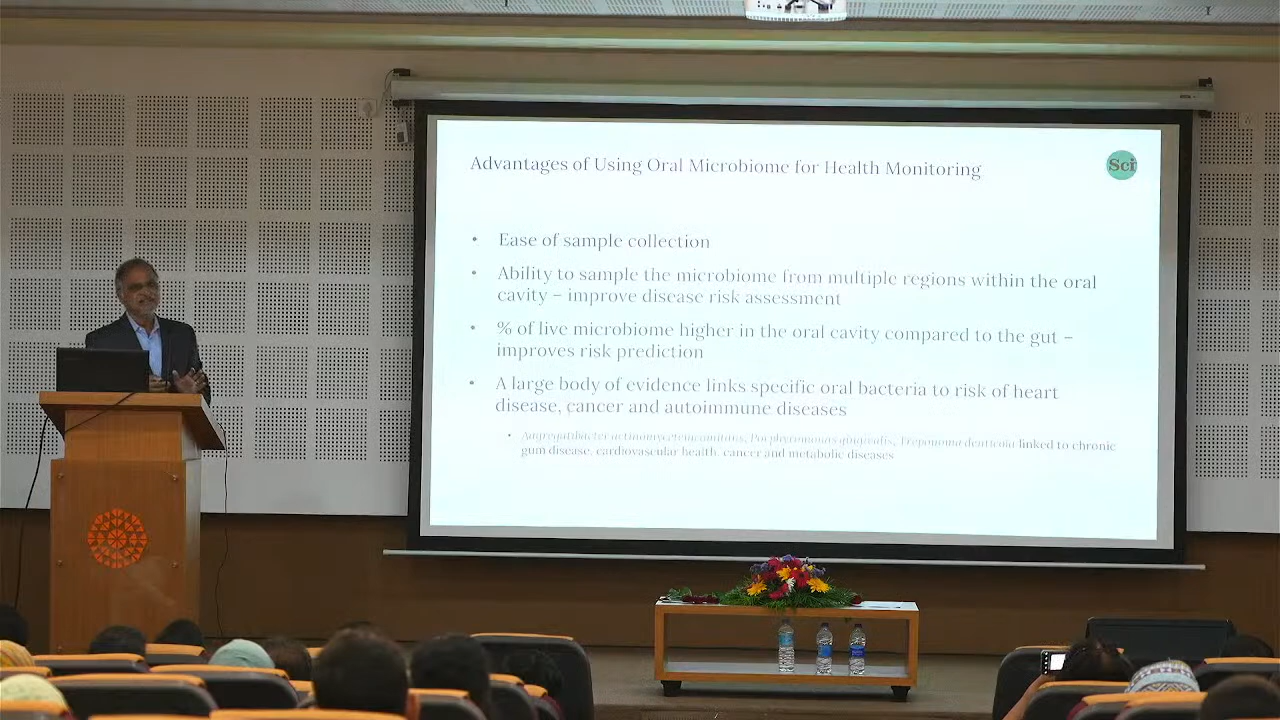 Advantages of Using Oral Microbiome for Health Monitoring
Sci
• Ease of sample collection
• Ability to sample the microbiome from multiple regions within the oral
cavity – improve disease risk assessment
• % of live microbiome higher in the oral cavity compared to the gut –
improves risk prediction
• A large body of evidence links specific oral bacteria to risk of heart
disease, cancer and autoimmune diseases
• Aggregatibacter actinomycetemcomitans, Porphyromonas gingivalis, Treponema denticola linked to chronic
gum disease, cardiovascular health, cancer and metabolic diseases